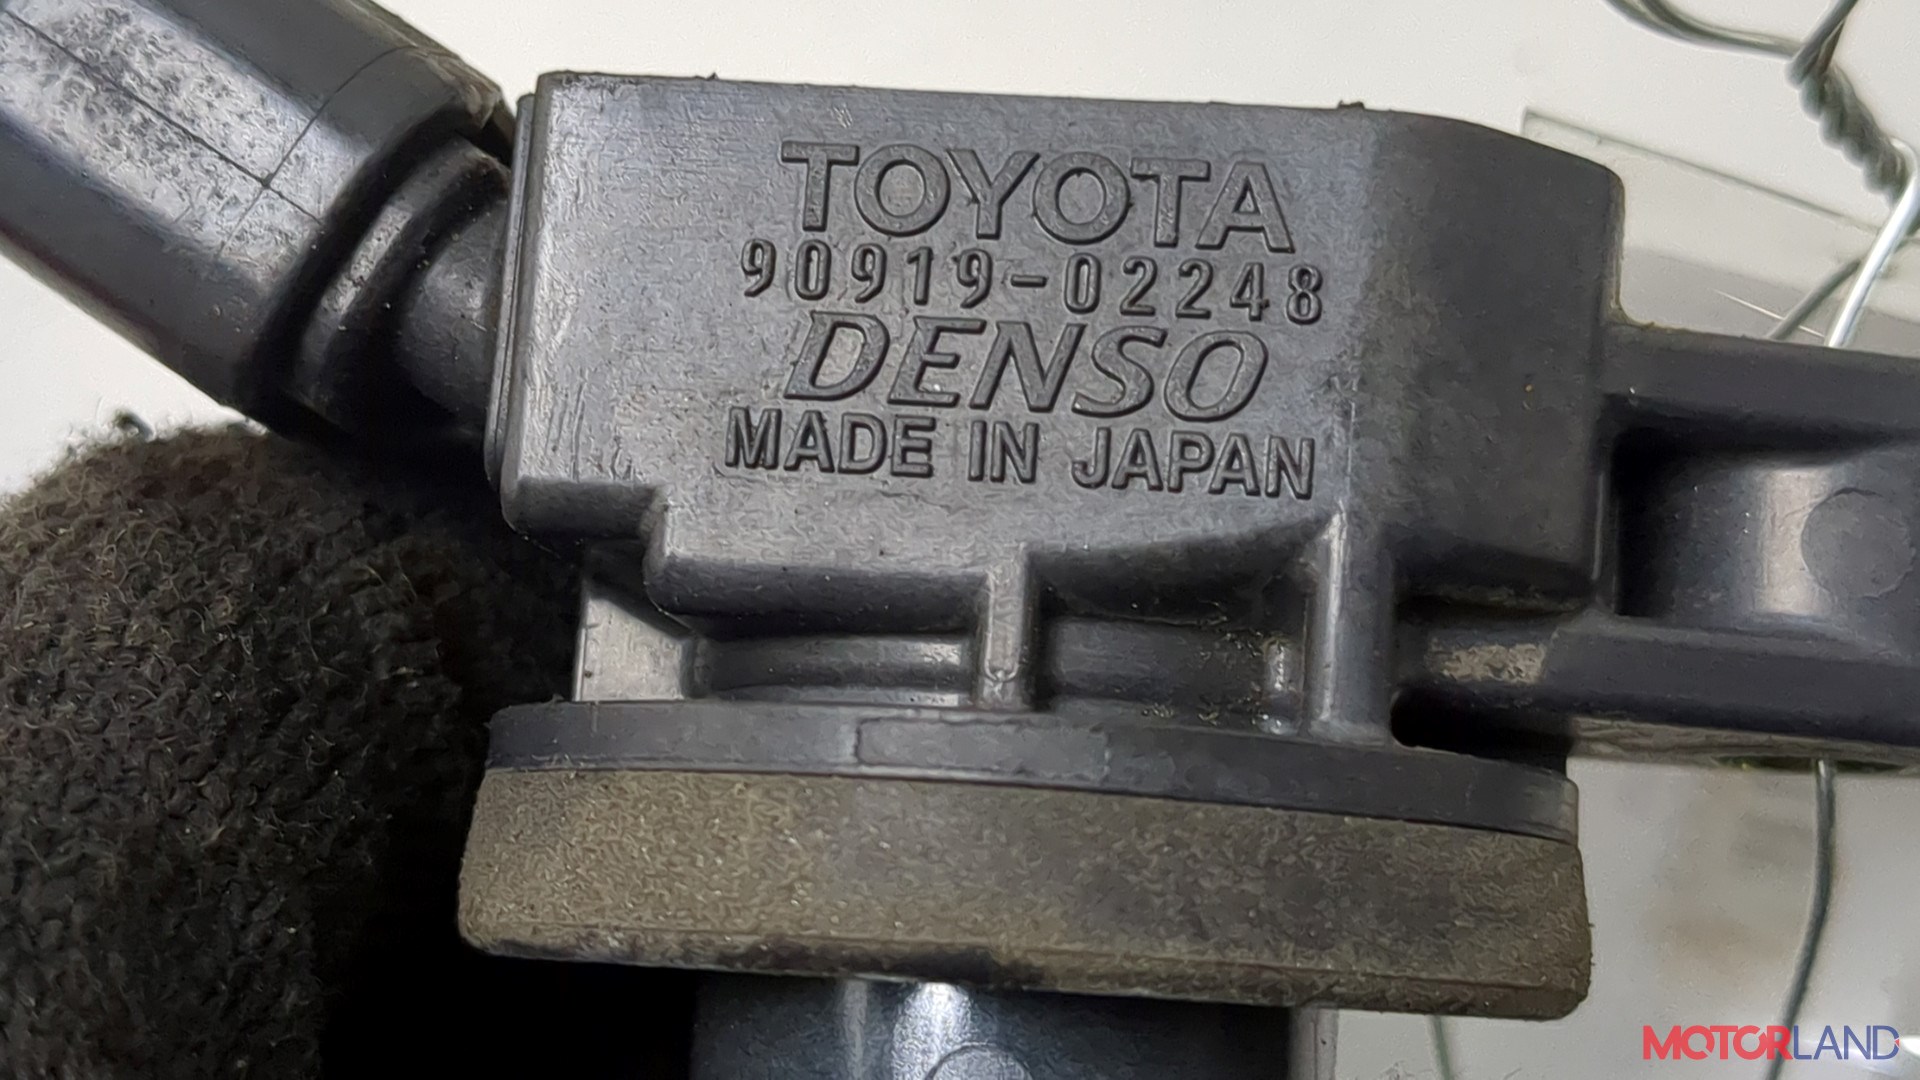 TOYOTA
90919-02248
DENSO
MADE IN JAPAN
MOTORLAND